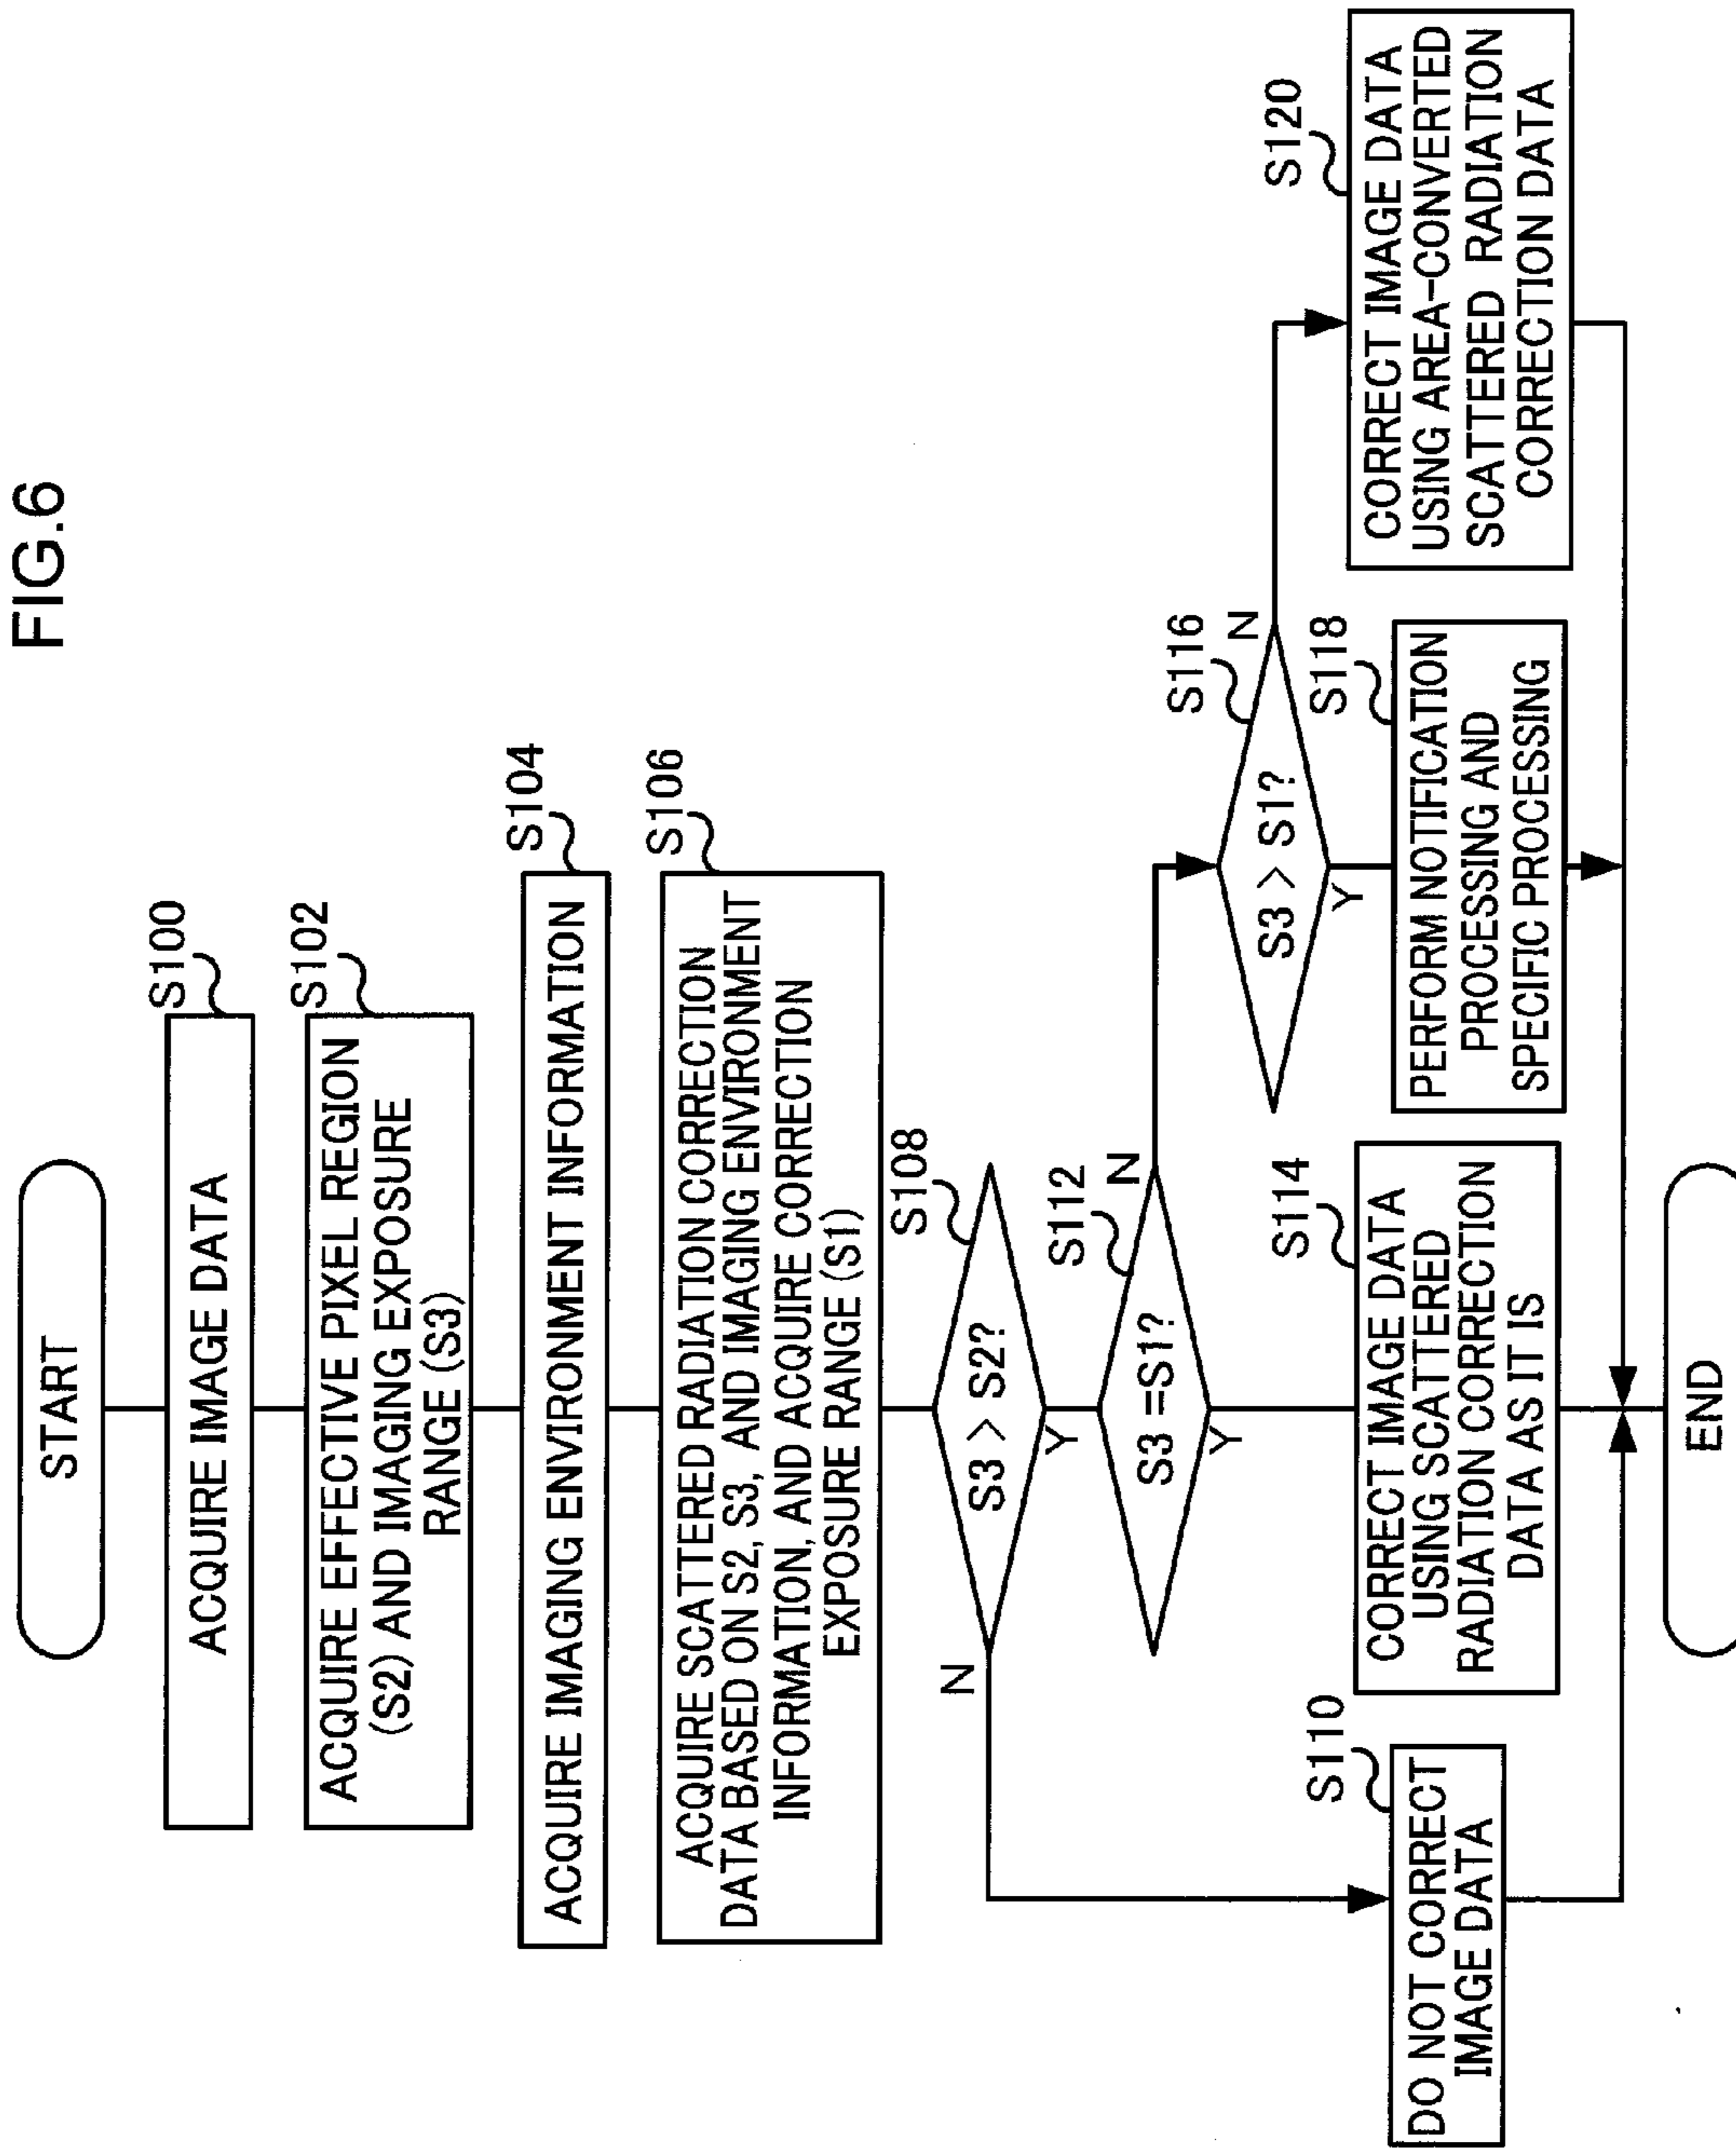 FIG.6
START
S100
ACQUIRE IMAGE DATA
S102
ACQUIRE EFFECTIVE PIXEL REGION
(S2) AND IMAGING EXPOSURE
RANGE (S3)
S104
ACQUIRE IMAGING ENVIRONMENT INFORMATION
S106
ACQUIRE SCATTERED RADIATION CORRECTION
DATA BASED ON S2, S3, AND IMAGING ENVIRONMENT
INFORMATION, AND ACQUIRE CORRECTION
EXPOSURE RANGE (S1)
S108
S3 > S2?
N
Y
S110
DO NOT CORRECT
IMAGE DATA
S112
S3 =S1?
N
Y
S114
CORRECT IMAGE DATA
USING SCATTERED
RADIATION CORRECTION
DATA AS IT IS
S116
S3 > S1?
N
Y
S118
PERFORM NOTIFICATION
PROCESSING AND
SPECIFIC PROCESSING
S120
CORRECT IMAGE DATA
USING AREA-CONVERTED
SCATTERED RADIATION
CORRECTION DATA
END